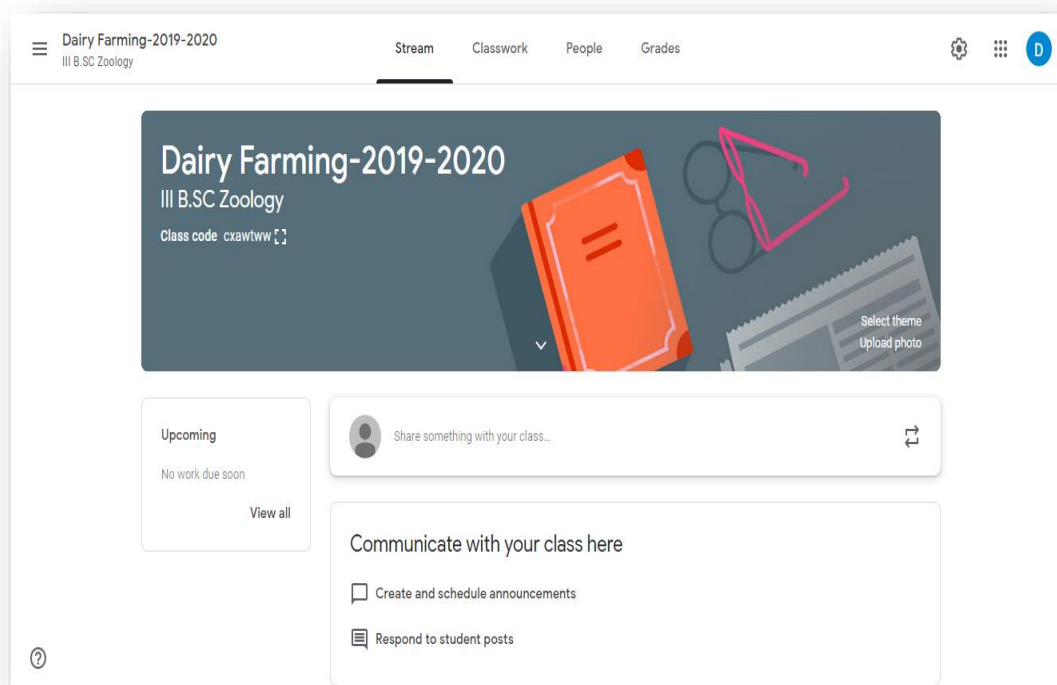 Dairy Farming-2019-2020
III B.SC Zoology
Stream Classwork People Grades
D
Dairy Farming-2019-2020
III B.SC Zoology
Class code cxawtww
Select theme
Upload photo
Upcoming
No work due soon
View all
Share something with your class...
Communicate with your class here
Create and schedule announcements
Respond to student posts